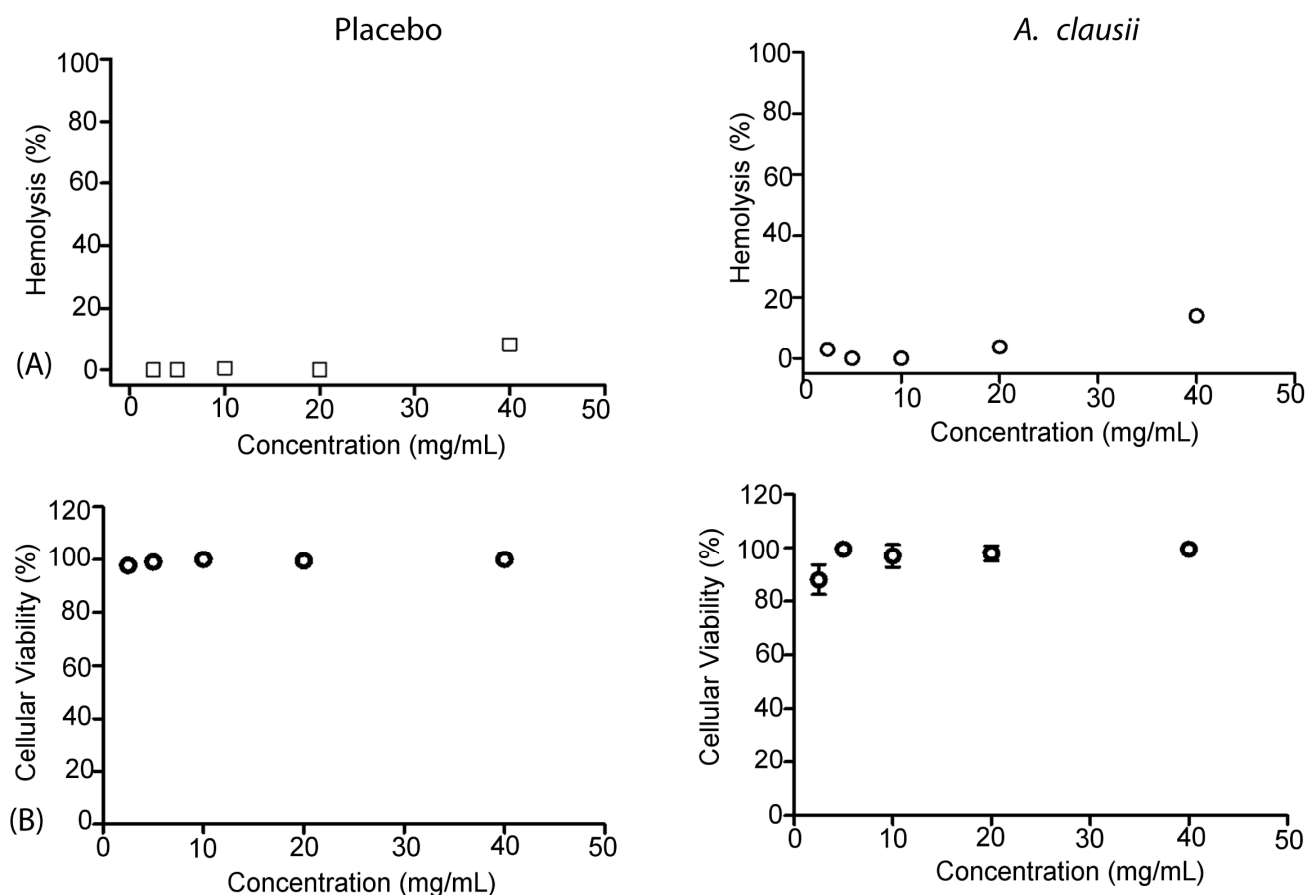 Placebo
A. clausii
100
80
60
40
20
0
Hemolysis (%)
0 10 20 30 40 50
Concentration (mg/mL)
100
80
60
40
20
0
Hemolysis (%)
0 10 20 30 40 50
Concentration (mg/mL)
(A)
120
100
80
60
40
20
0
Cellular Viability (%)
0 10 20 30 40 50
Concentration (mg/mL)
120
100
80
60
40
20
0
Cellular Viability (%)
0 10 20 30 40 50
Concentration (mg/mL)
(B)